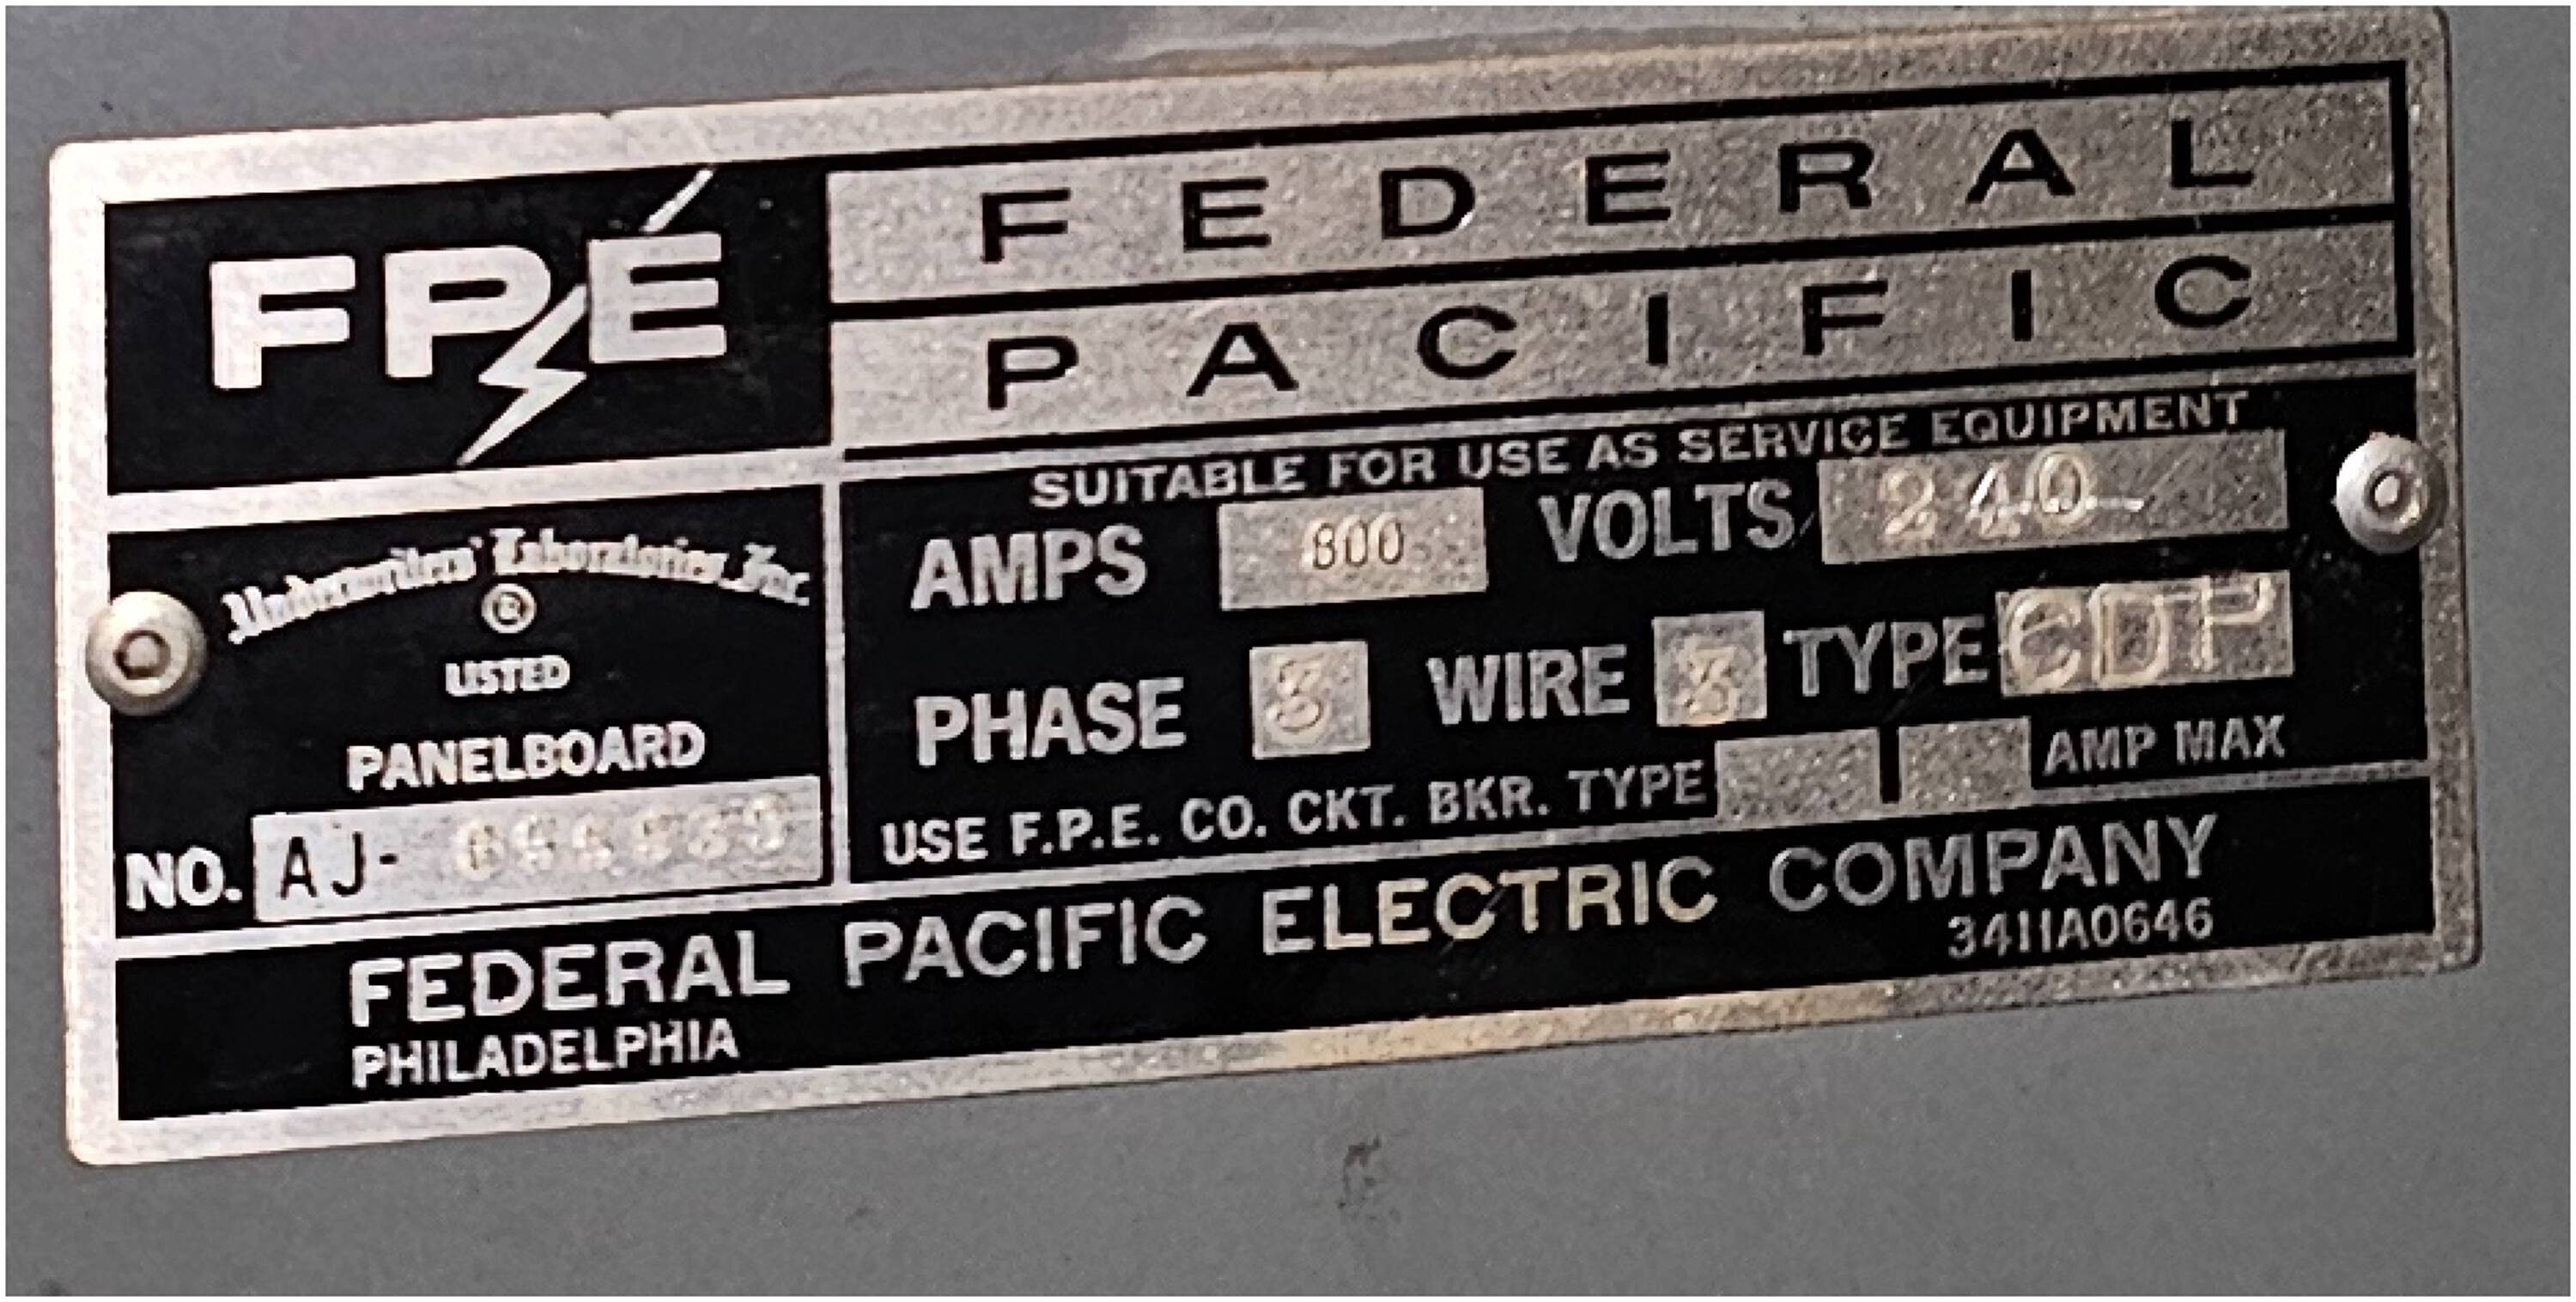 FPE
FEDERAL
PACIFIC
SUITABLE FOR USE AS SERVICE EQUIPMENT
AMPS 800 VOLTS 240
PHASE 3 WIRE 3 TYPE CDP
USE F.P.E. CO. CKT. BKR. TYPE AMP MAX
Underwriters' Laboratories, Inc.
®
LISTED
PANELBOARD
NO. AJ-
FEDERAL PACIFIC ELECTRIC COMPANY
PHILADELPHIA
3411A0646